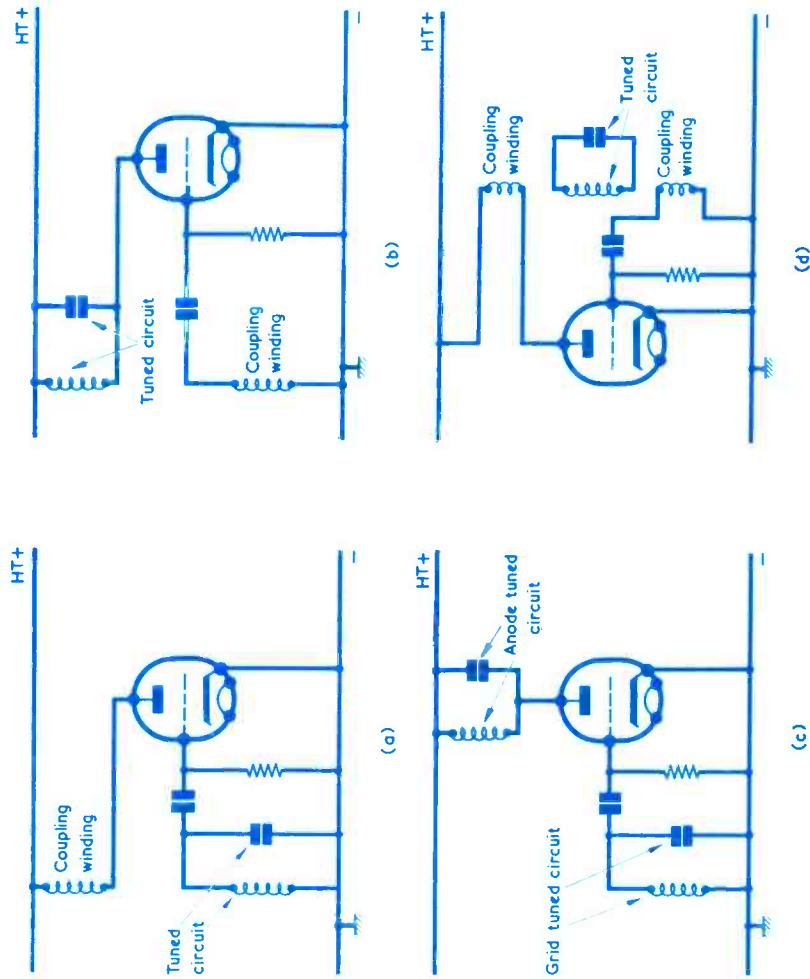 HT+
Coupling
winding
Tuned
circuit
–
(a)
HT+
Tuned circuit
Coupling
winding
–
(b)
HT+
Anode tuned
circuit
Grid tuned circuit
–
(c)
HT+
Coupling
winding
Tuned
circuit
Coupling
winding
–
(d)